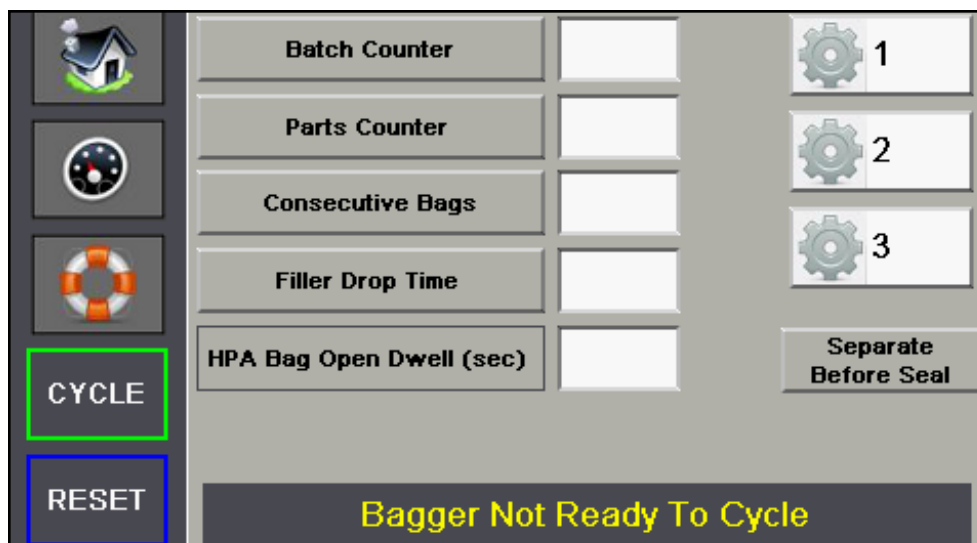 Batch Counter
1
Parts Counter
2
Consecutive Bags
3
Filler Drop Time
HPA Bag Open Dwell (sec)
Separate
Before Seal
CYCLE
RESET
Bagger Not Ready To Cycle